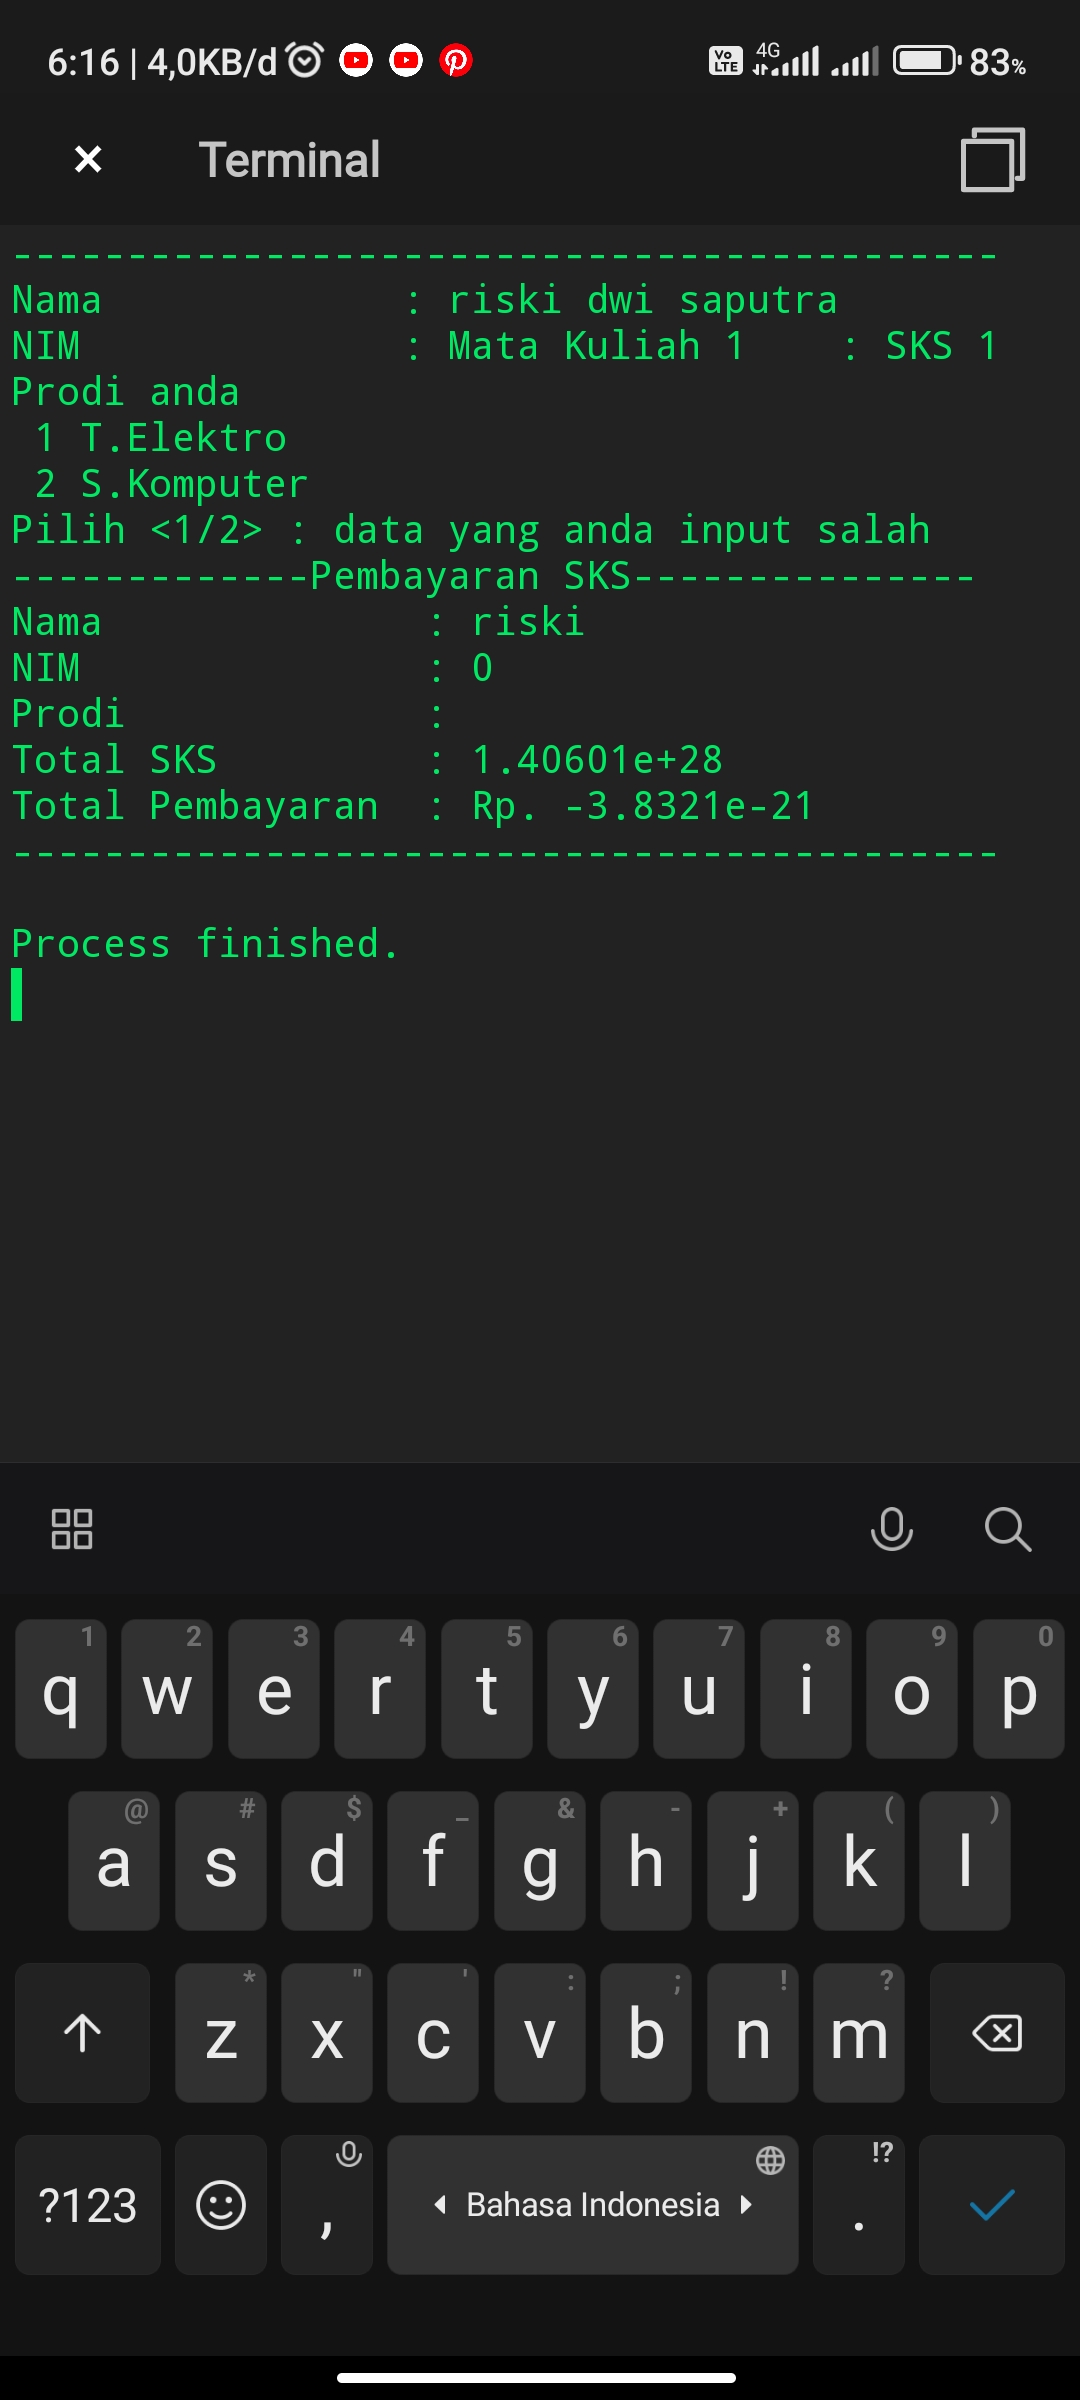 6:16 | 4,0KB/d
Vo LTE 4G 83%
Terminal
-------------------------------------------
Nama : riski dwi saputra
NIM : Mata Kuliah 1 : SKS 1
Prodi anda
1 T.Elektro
2 S.Komputer
Pilih <1/2> : data yang anda input salah
-------------Pembayaran SKS---------------
Nama : riski
NIM : 0
Prodi :
Total SKS : 1.40601e+28
Total Pembayaran : Rp. -3.8321e-21
-------------------------------------------
Process finished.
1 2 3 4 5 6 7 8 9 0
q w e r t y u i o p
@ # $ _ & - + ( )
a s d f g h j k l
* " ' : ; ! ?
z x c v b n m
!?
?123 , Bahasa Indonesia .